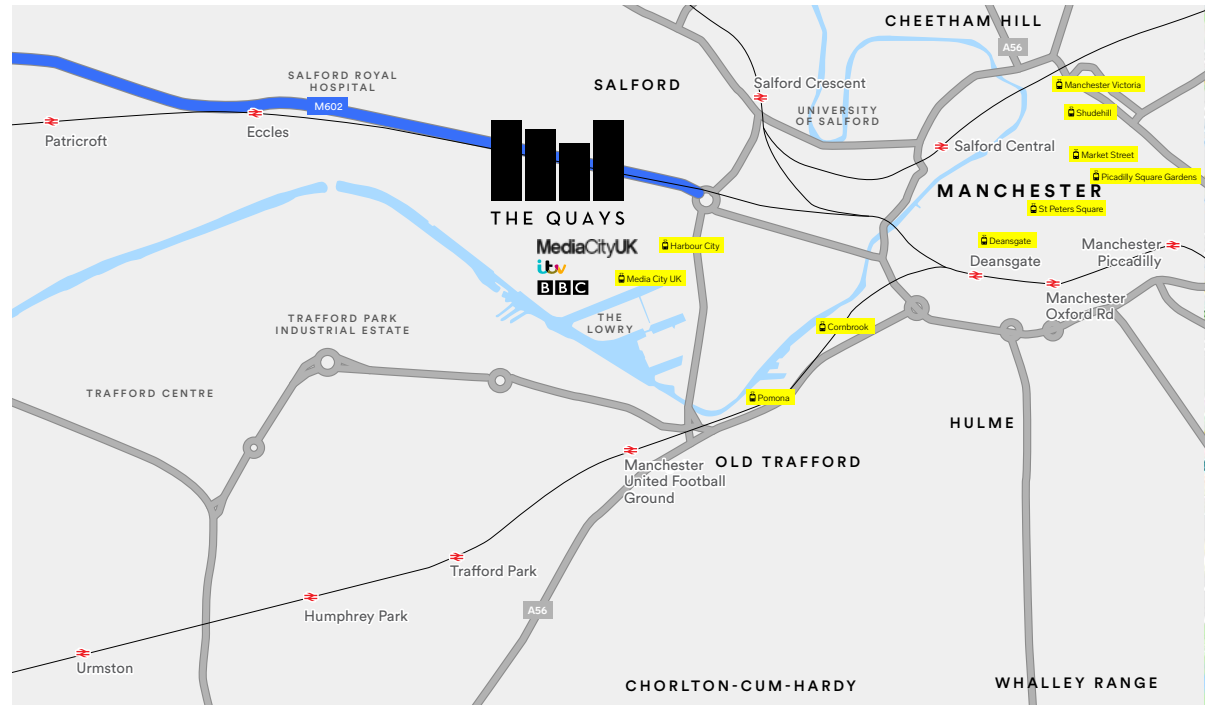 CHEETHAM HILL
A56
SALFORD ROYAL
HOSPITAL
M602
SALFORD
Salford Crescent
Manchester Victoria
UNIVERSITY
OF SALFORD
Shudehill
Patricroft
Eccles
Salford Central
Market Street
Picadilly Square Gardens
MANCHESTER
St Peters Square
THE QUAYS
MediaCityUK
itv
BBC
Harbour City
Media City UK
Deansgate
Deansgate
Manchester
Piccadilly
Manchester
Oxford Rd
TRAFFORD PARK
INDUSTRIAL ESTATE
THE
LOWRY
Cornbrook
TRAFFORD CENTRE
Pomona
HULME
OLD TRAFFORD
Manchester
United Football
Ground
Trafford Park
Humphrey Park
A56
Urmston
CHORLTON-CUM-HARDY
WHALLEY RANGE